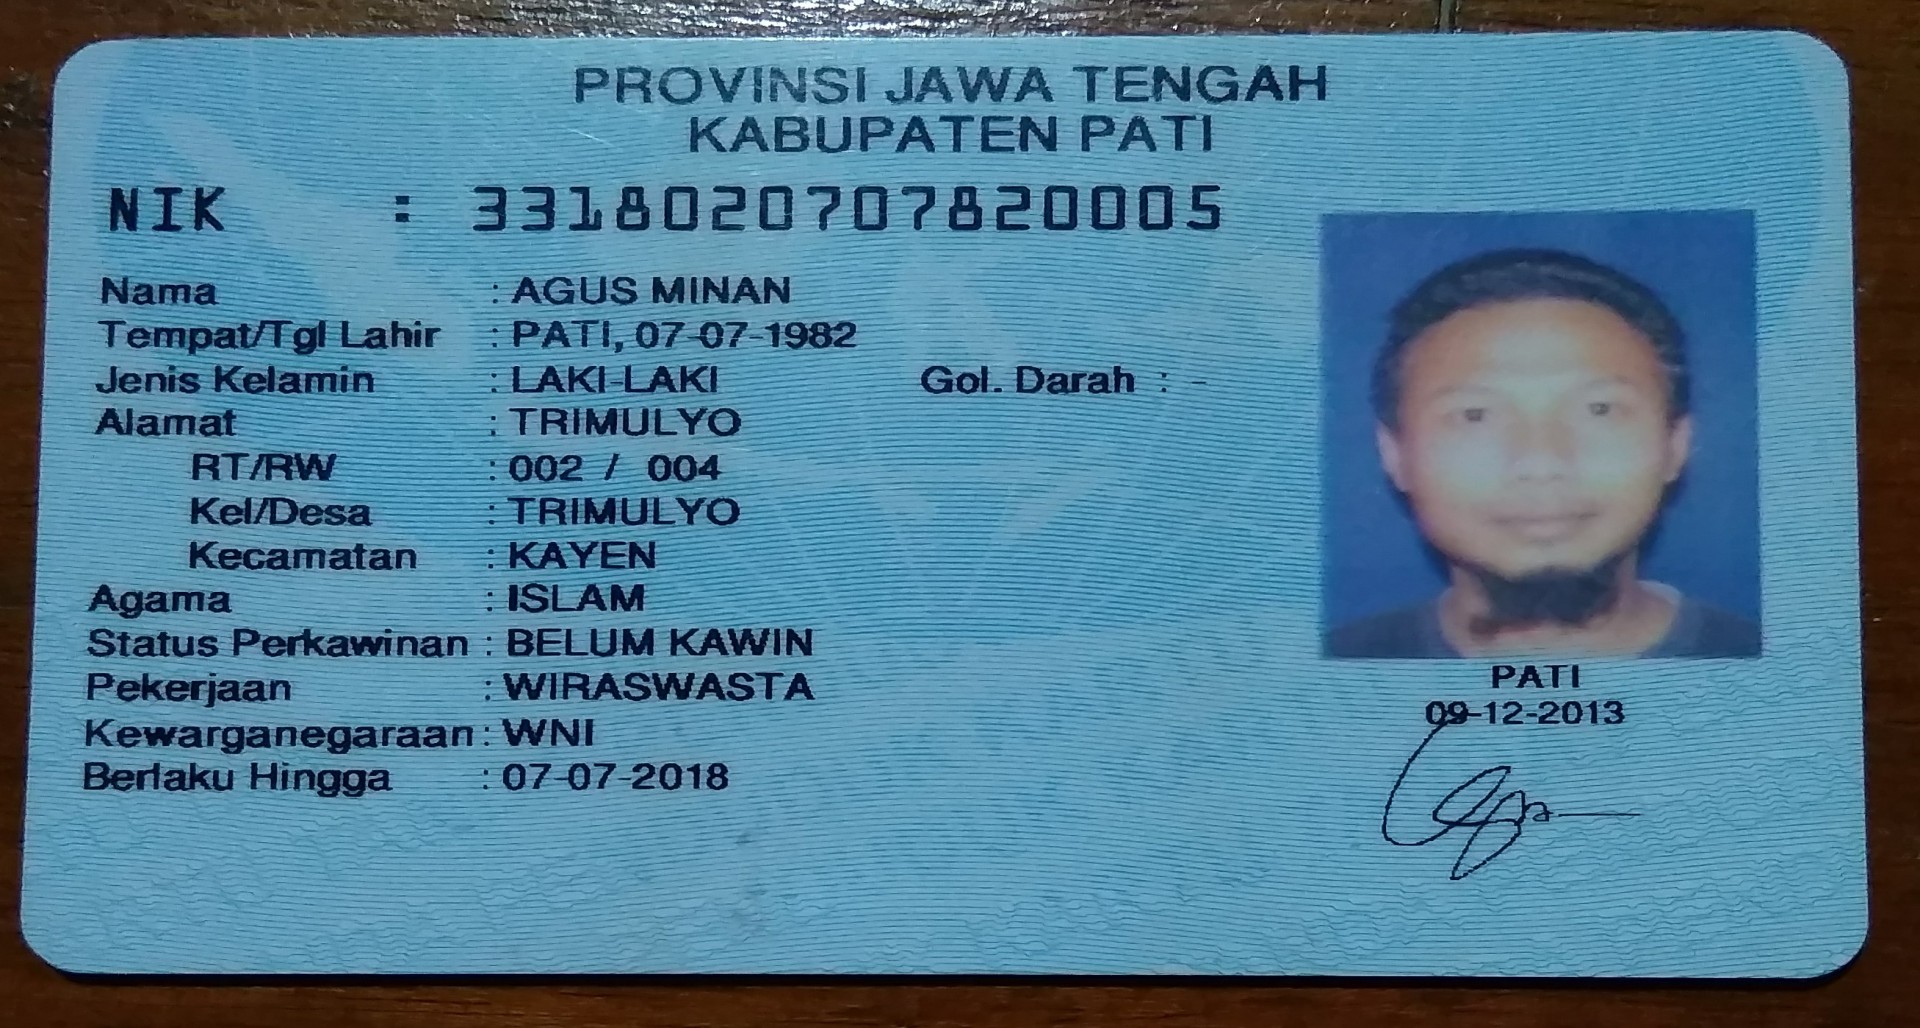 PROVINSI JAWA TENGAH
KABUPATEN PATI
NIK : 3318020707820005
Nama : AGUS MINAN
Tempat/Tgl Lahir : PATI, 07-07-1982
Jenis Kelamin : LAKI-LAKI Gol. Darah : -
Alamat : TRIMULYO
RT/RW : 002 / 004
Kel/Desa : TRIMULYO
Kecamatan : KAYEN
Agama : ISLAM
Status Perkawinan : BELUM KAWIN
Pekerjaan : WIRASWASTA
Kewarganegaraan : WNI
Berlaku Hingga : 07-07-2018
PATI
09-12-2013